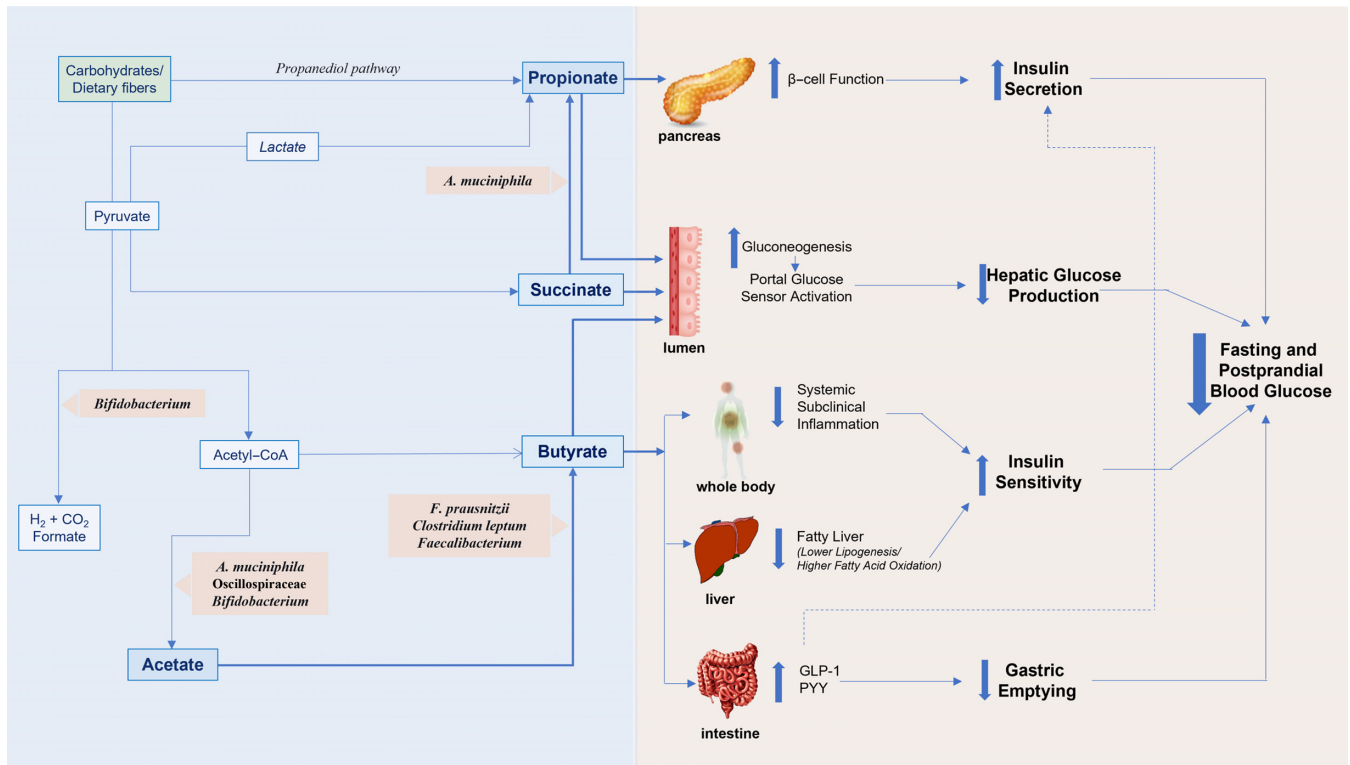 Carbohydrates/
Dietary fibers
Propanediol pathway
Propionate
Lactate
A. muciniphila
Pyruvate
Succinate
Bifidobacterium
Acetyl–CoA
Butyrate
H2 + CO2
Formate
F. prausnitzii
Clostridium leptum
Faecalibacterium
A. muciniphila
Oscillospiraceae
Bifidobacterium
Acetate
pancreas
β–cell Function
Insulin
Secretion
lumen
Gluconeogenesis
Portal Glucose
Sensor Activation
Hepatic Glucose
Production
Fasting and
Postprandial
Blood Glucose
whole body
Systemic
Subclinical
Inflammation
Insulin
Sensitivity
liver
Fatty Liver
(Lower Lipogenesis/
Higher Fatty Acid Oxidation)
intestine
GLP-1
PYY
Gastric
Emptying